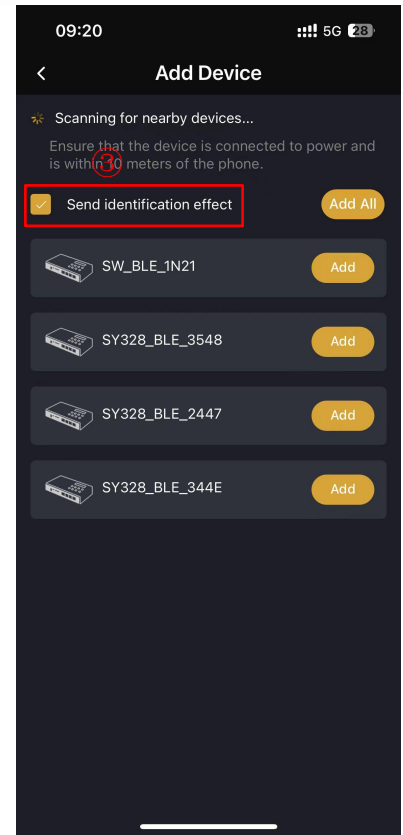 09:20 5G 28
Add Device
Scanning for nearby devices...
Ensure that the device is connected to power and
is within 10 meters of the phone.
③
Send identification effect Add All
SW_BLE_1N21 Add
SY328_BLE_3548 Add
SY328_BLE_2447 Add
SY328_BLE_344E Add